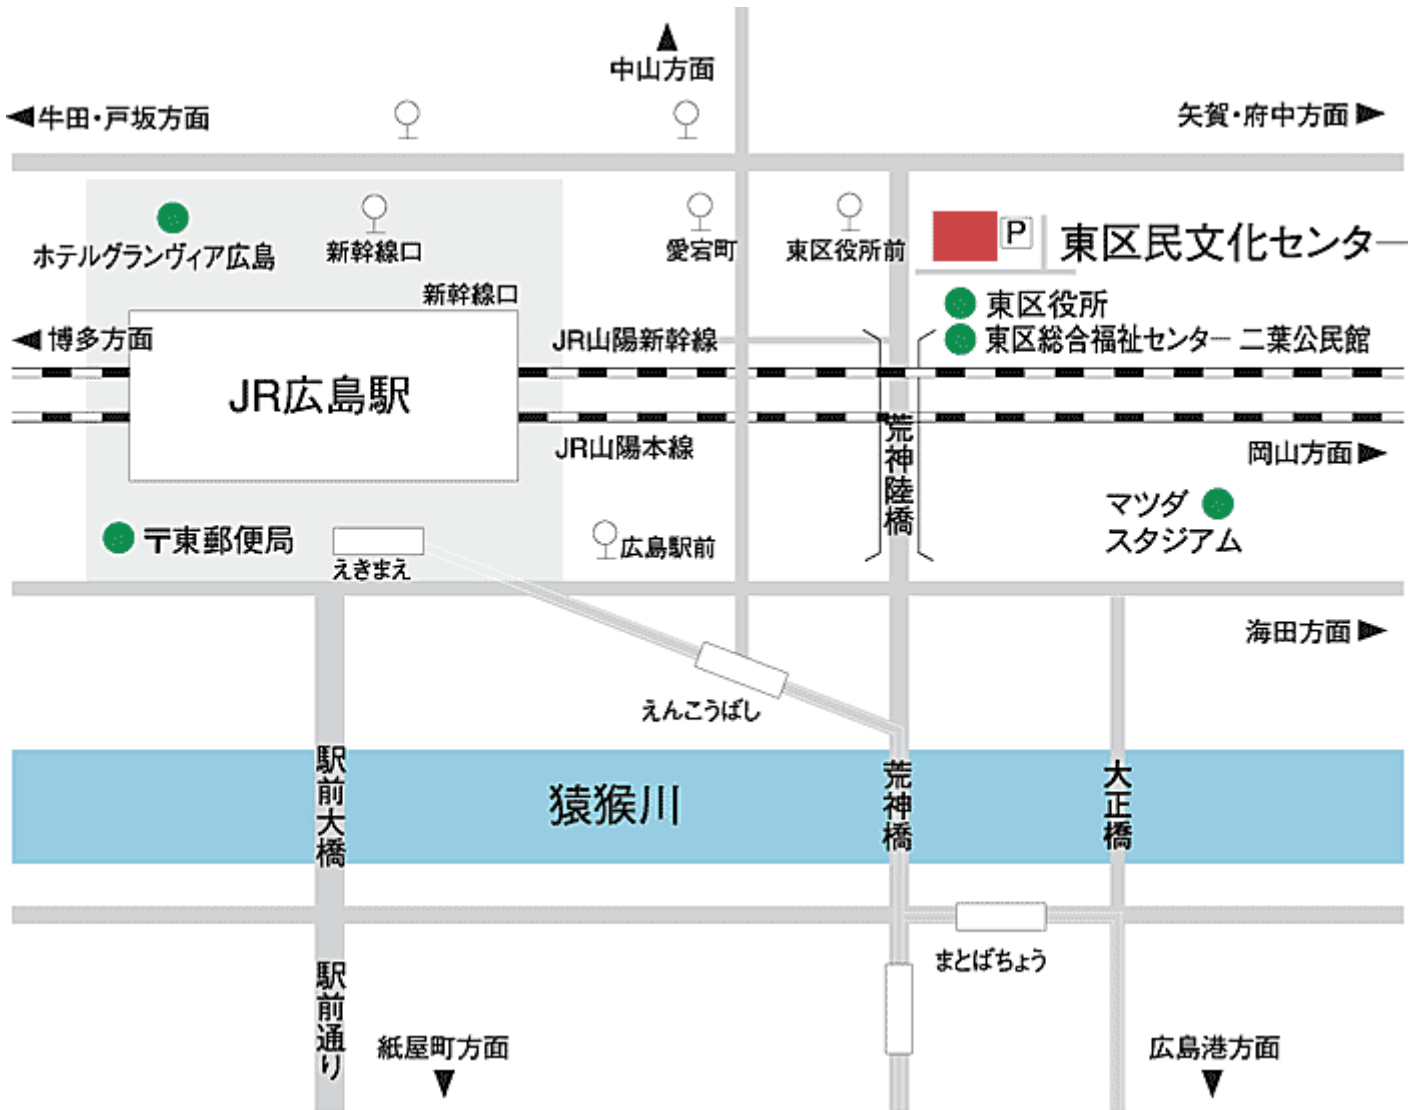 中山方面
牛田・戸坂方面
矢賀・府中方面
ホテルグランヴィア広島
新幹線口
愛宕町
東区役所前
P
東区民文化センター
新幹線口
東区役所
博多方面
JR山陽新幹線
東区総合福祉センター 二葉公民館
JR広島駅
JR山陽本線
荒神陸橋
岡山方面
マツダ
スタジアム
〒東郵便局
えきまえ
広島駅前
海田方面
えんこうばし
駅前大橋
猿猴川
荒神橋
大正橋
まとばちょう
駅前通り
紙屋町方面
広島港方面